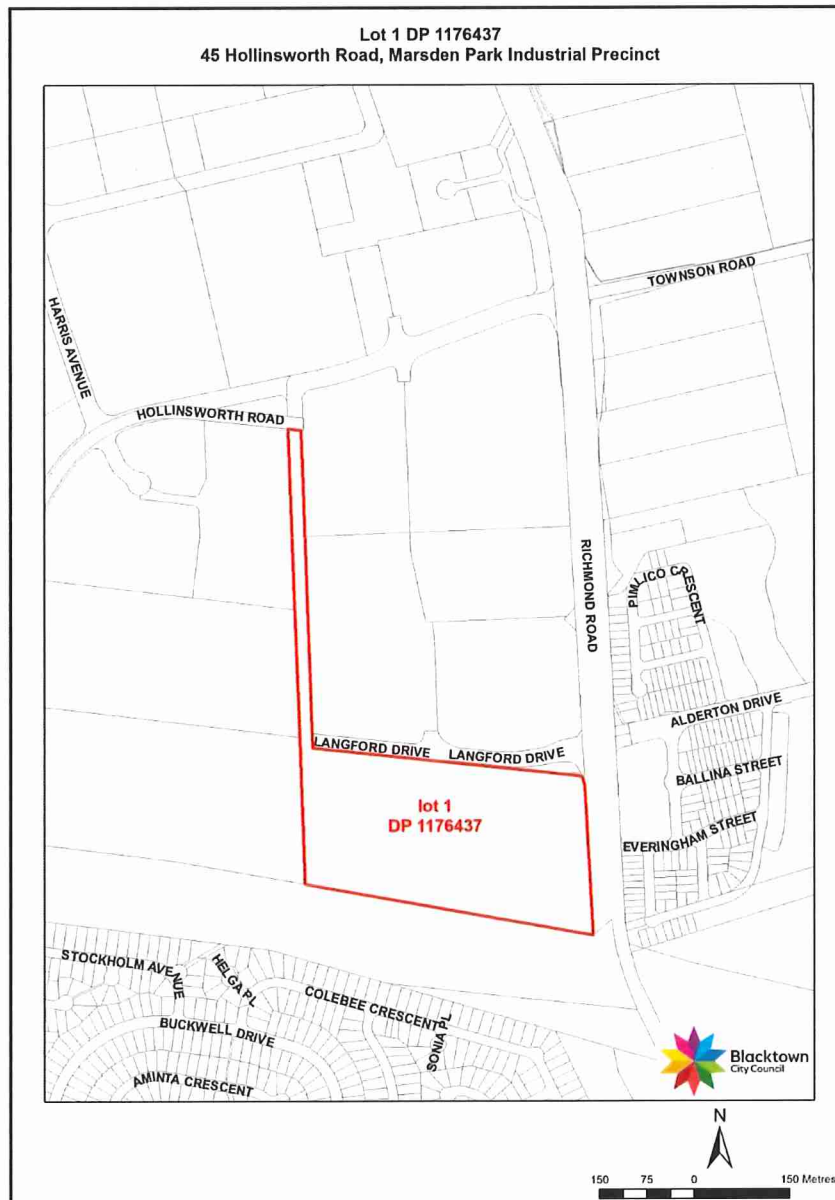 Lot 1 DP 1176437
45 Hollinsworth Road, Marsden Park Industrial Precinct
TOWNSON ROAD
HARRIS AVENUE
HOLLINSWORTH ROAD
RICHMOND ROAD
PIMLICO CRESCENT
ALDERTON DRIVE
LANGFORD DRIVE
LANGFORD DRIVE
BALLINA STREET
lot 1
DP 1176437
EVERINGHAM STREET
STOCKHOLM AVENUE
HELGA PL
COLEBEE CRESCENT
SONIA PL
BUCKWELL DRIVE
AMINTA CRESCENT
Blacktown
City Council
N
150 75 0 150 Metres